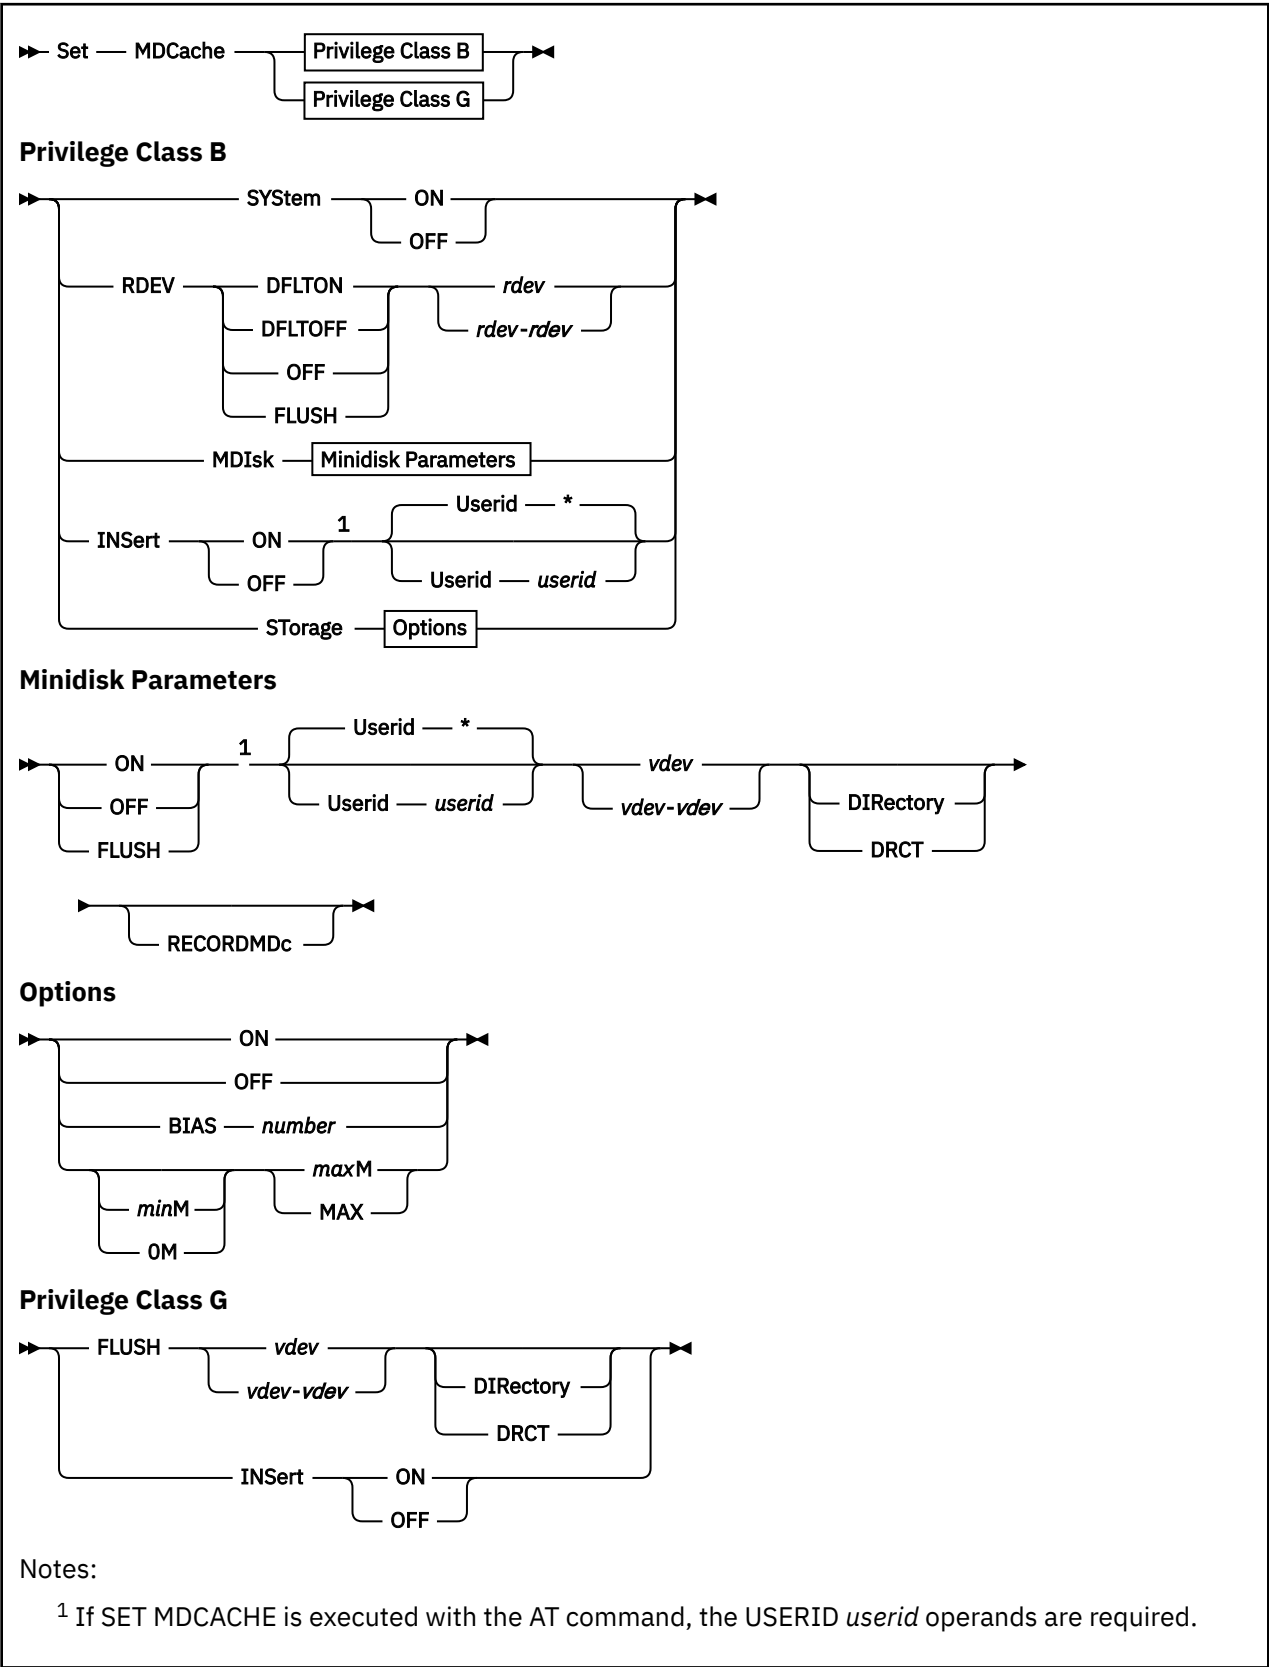 Set MDCache Privilege Class B
Privilege Class G
Privilege Class B
SYStem ON
OFF
RDEV DFLTON rdev
DFLTOFF rdev-rdev
OFF
FLUSH
MDIsk Minidisk Parameters
Userid *
INSert ON 1
OFF Userid userid
STorage Options
Minidisk Parameters
Userid *
ON 1 vdev
OFF Userid userid vdev-vdev DIRectory
FLUSH DRCT
RECORDMDc
Options
ON
OFF
BIAS number
maxM
minM MAX
0M
Privilege Class G
FLUSH vdev
vdev-vdev DIRectory
DRCT
INSert ON
OFF
Notes:
1 If SET MDCACHE is executed with the AT command, the USERID userid operands are required.